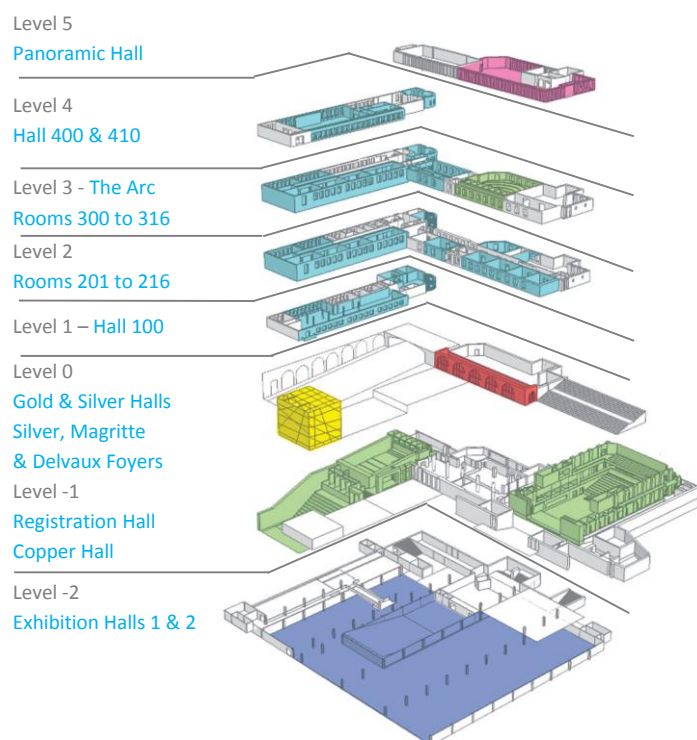 Level 5
Panoramic Hall
Level 4
Hall 400 & 410
Level 3 - The Arc
Rooms 300 to 316
Level 2
Rooms 201 to 216
Level 1 – Hall 100
Level 0
Gold & Silver Halls
Silver, Magritte
& Delvaux Foyers
Level -1
Registration Hall
Copper Hall
Level -2
Exhibition Halls 1 & 2